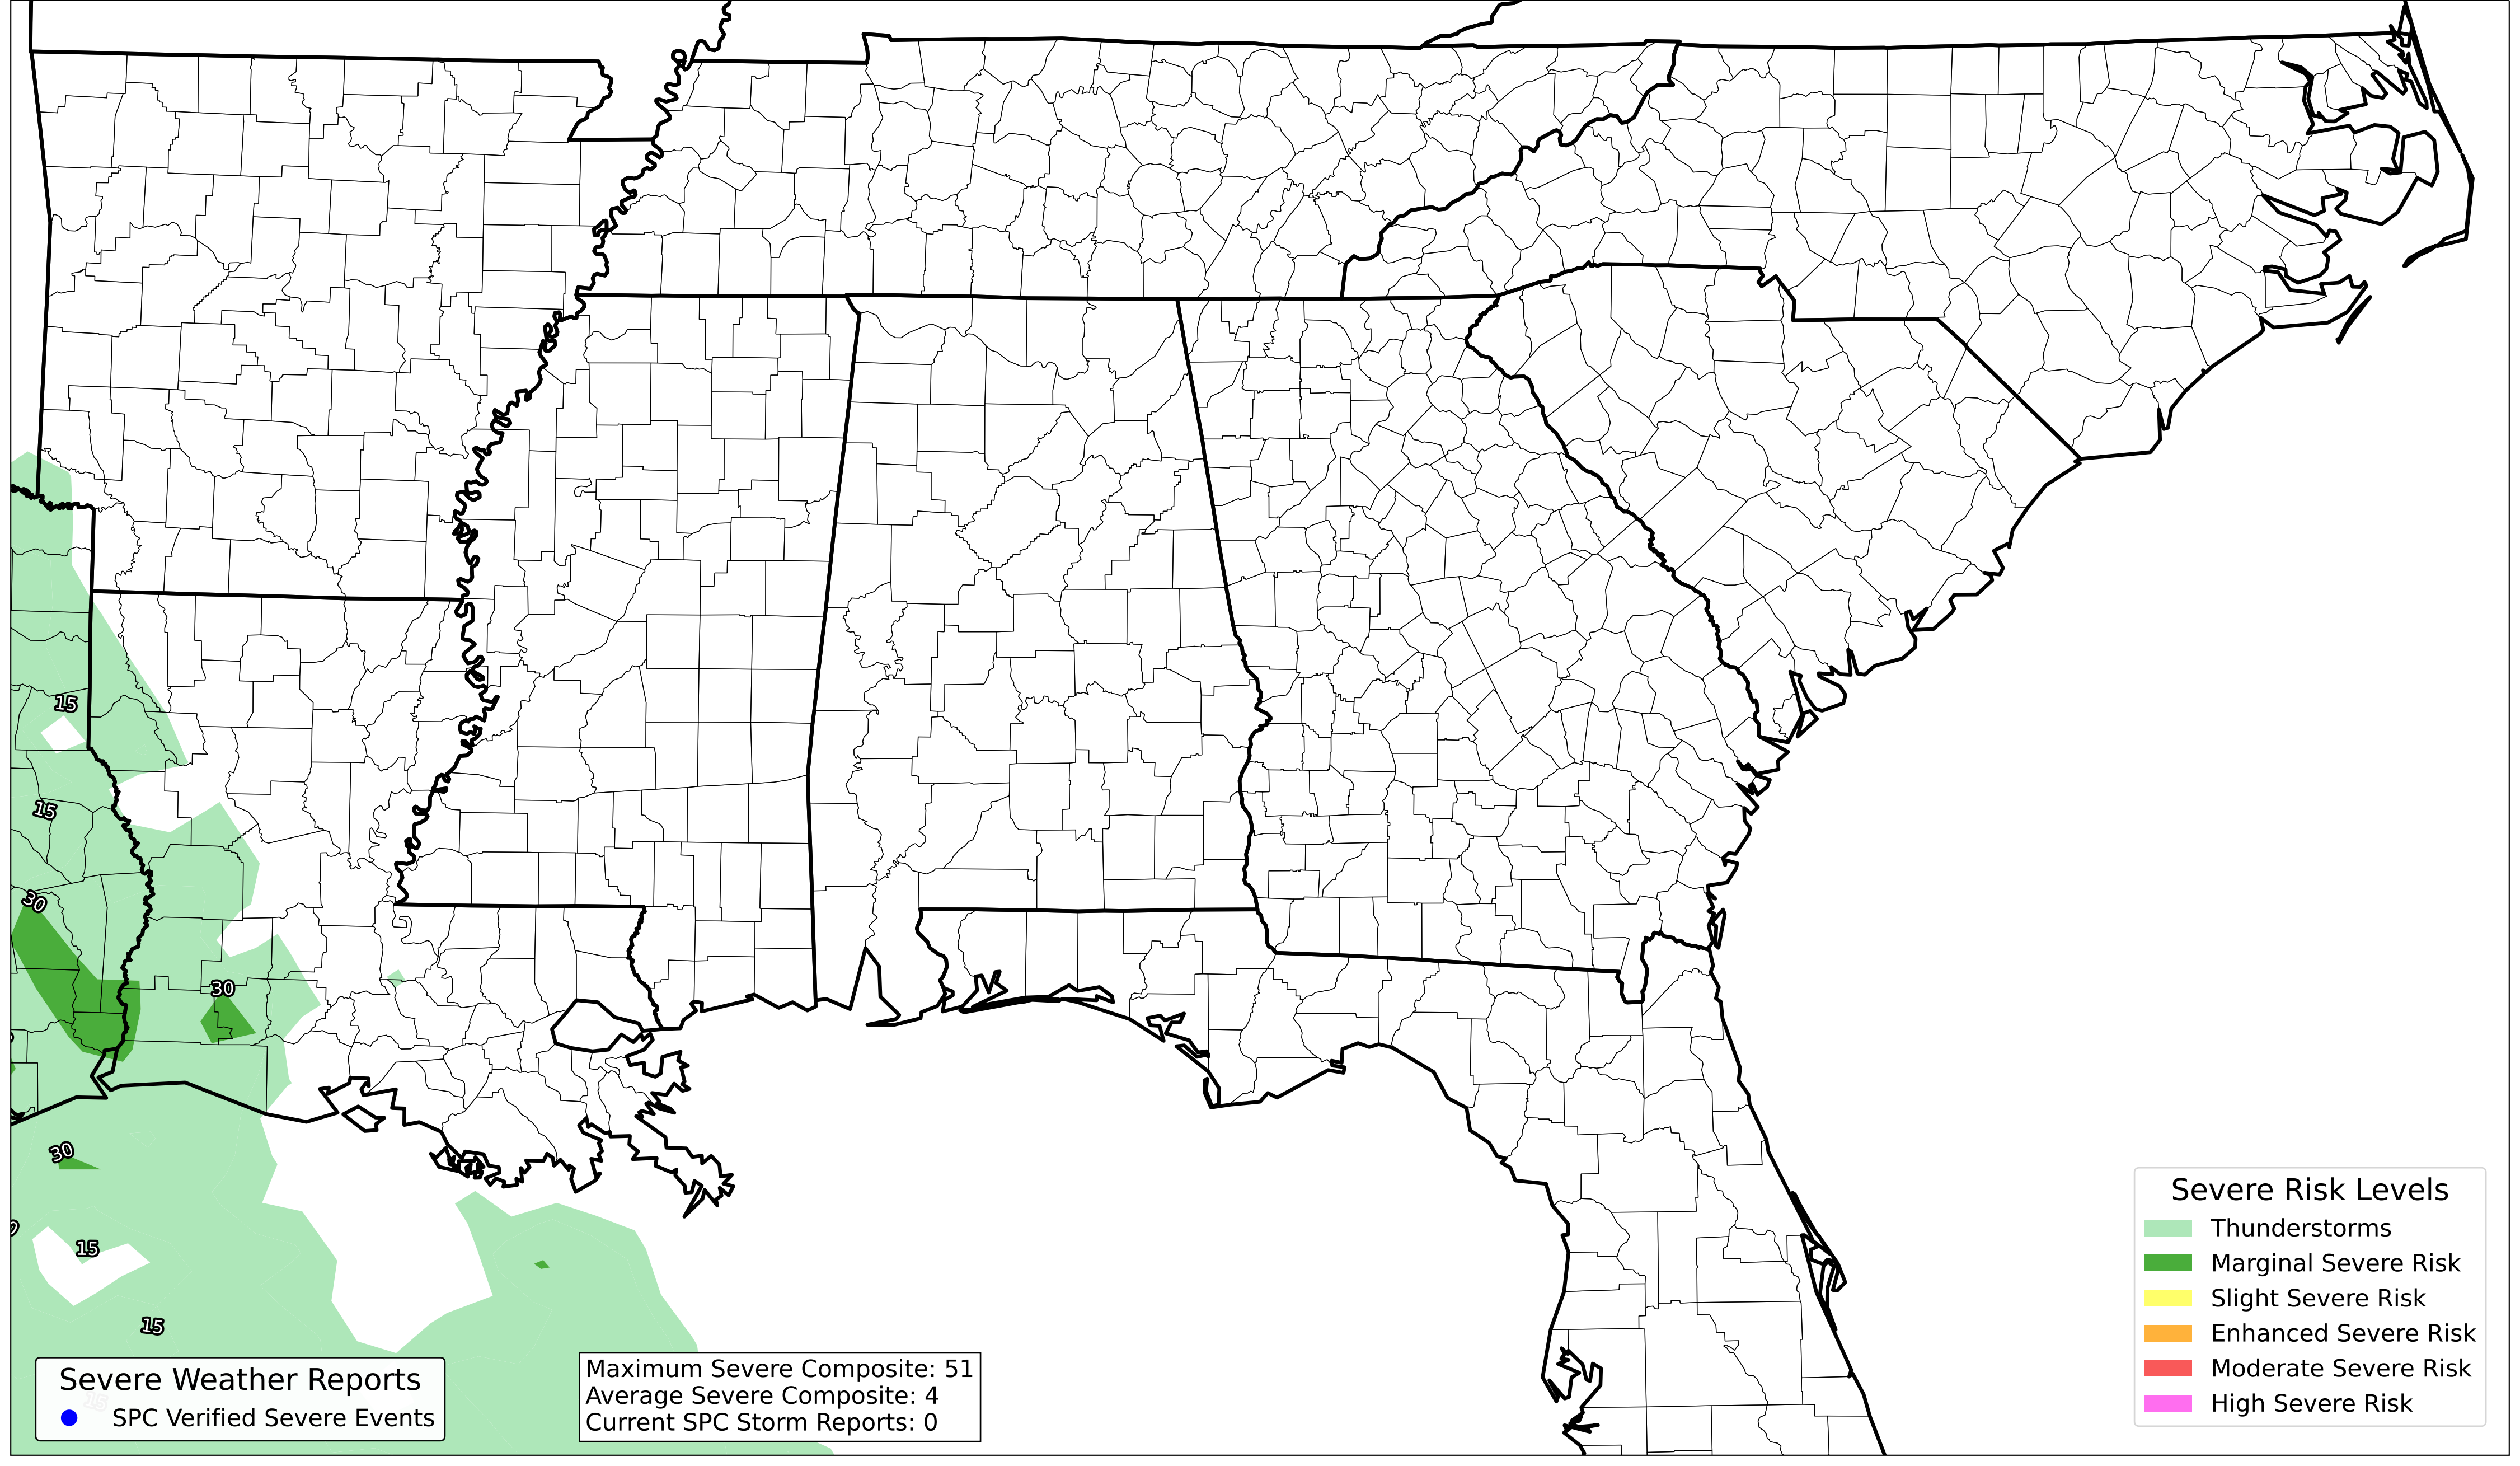 15
15
30
30
30
15
15
Severe Weather Reports
SPC Verified Severe Events
Maximum Severe Composite: 51
Average Severe Composite: 4
Current SPC Storm Reports: 0
Severe Risk Levels
Thunderstorms
Marginal Severe Risk
Slight Severe Risk
Enhanced Severe Risk
Moderate Severe Risk
High Severe Risk